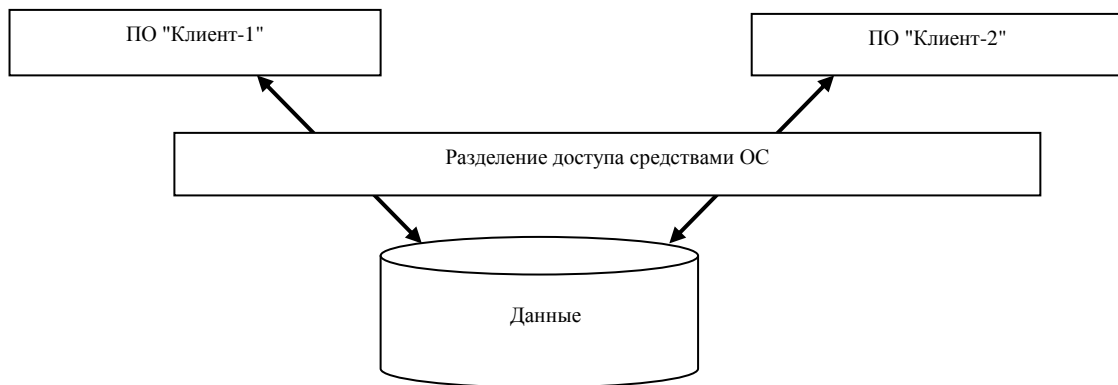 ПО "Клиент-1"
ПО "Клиент-2"
Разделение доступа средствами ОС
Данные